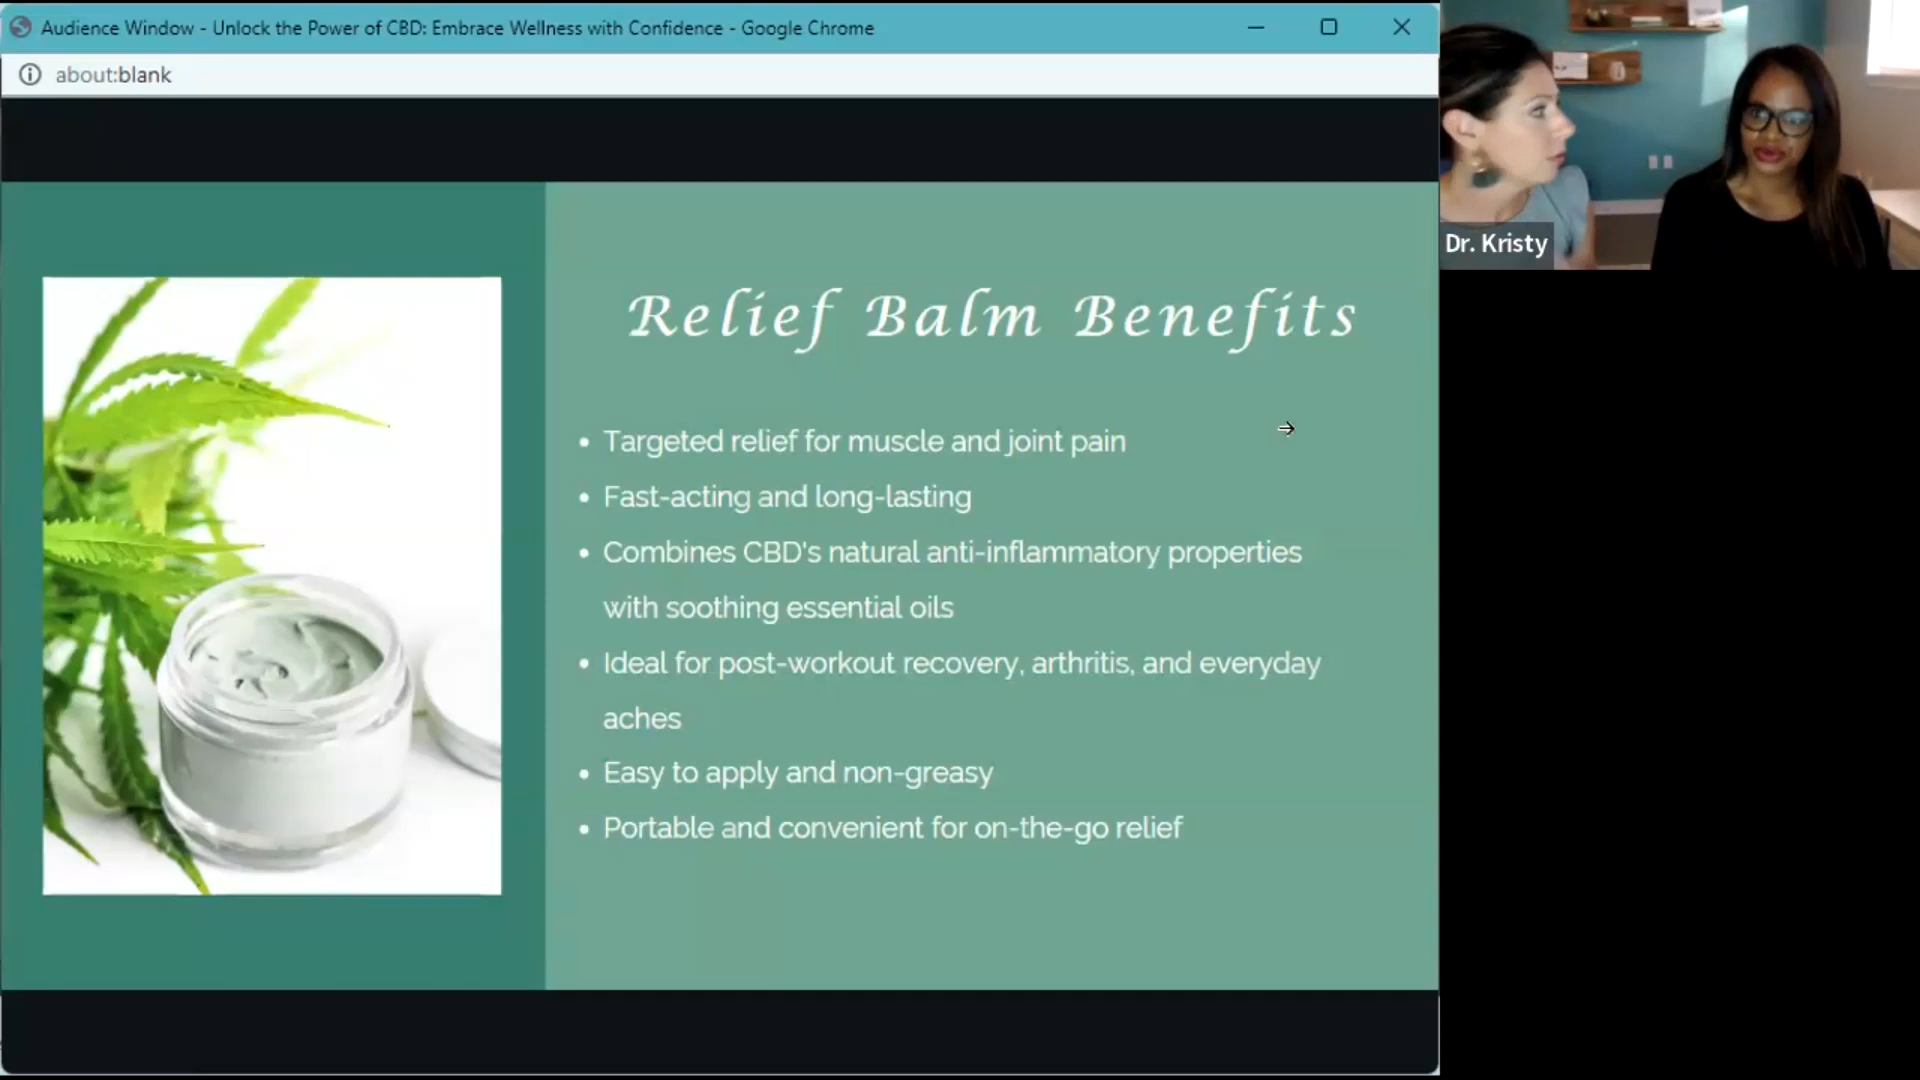 Audience Window - Unlock the Power of CBD: Embrace Wellness with Confidence - Google Chrome
about:blank
Dr. Kristy
Relief Balm Benefits
• Targeted relief for muscle and joint pain
• Fast-acting and long-lasting
• Combines CBD's natural anti-inflammatory properties
with soothing essential oils
• Ideal for post-workout recovery, arthritis, and everyday
aches
• Easy to apply and non-greasy
• Portable and convenient for on-the-go relief